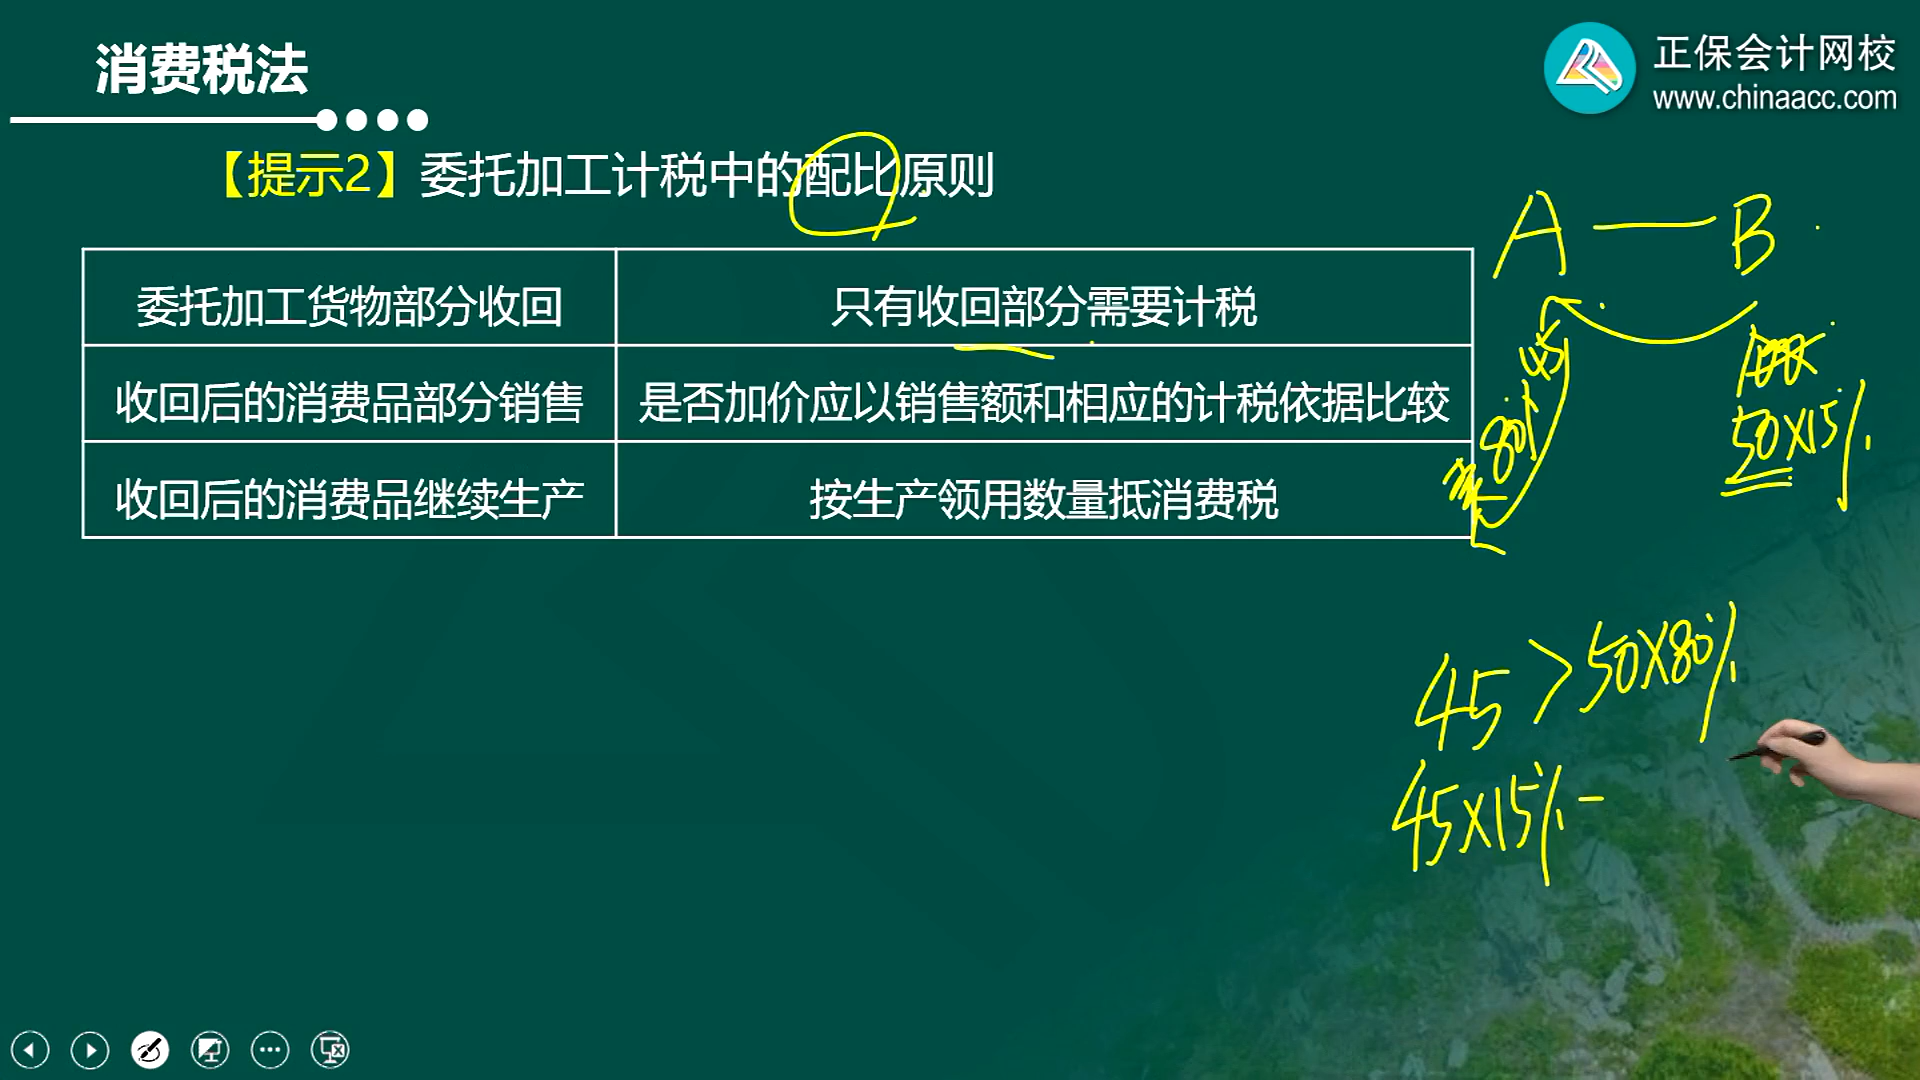 消费税法
正保会计网校
www.chinaacc.com
【提示2】委托加工计税中的配比原则
委托加工货物部分收回 只有收回部分需要计税
收回后的消费品部分销售 是否加价应以销售额和相应的计税依据比较
收回后的消费品继续生产 按生产领用数量抵消费税
A — B
45
80%
50×15%
45>50×80%
45×15%-